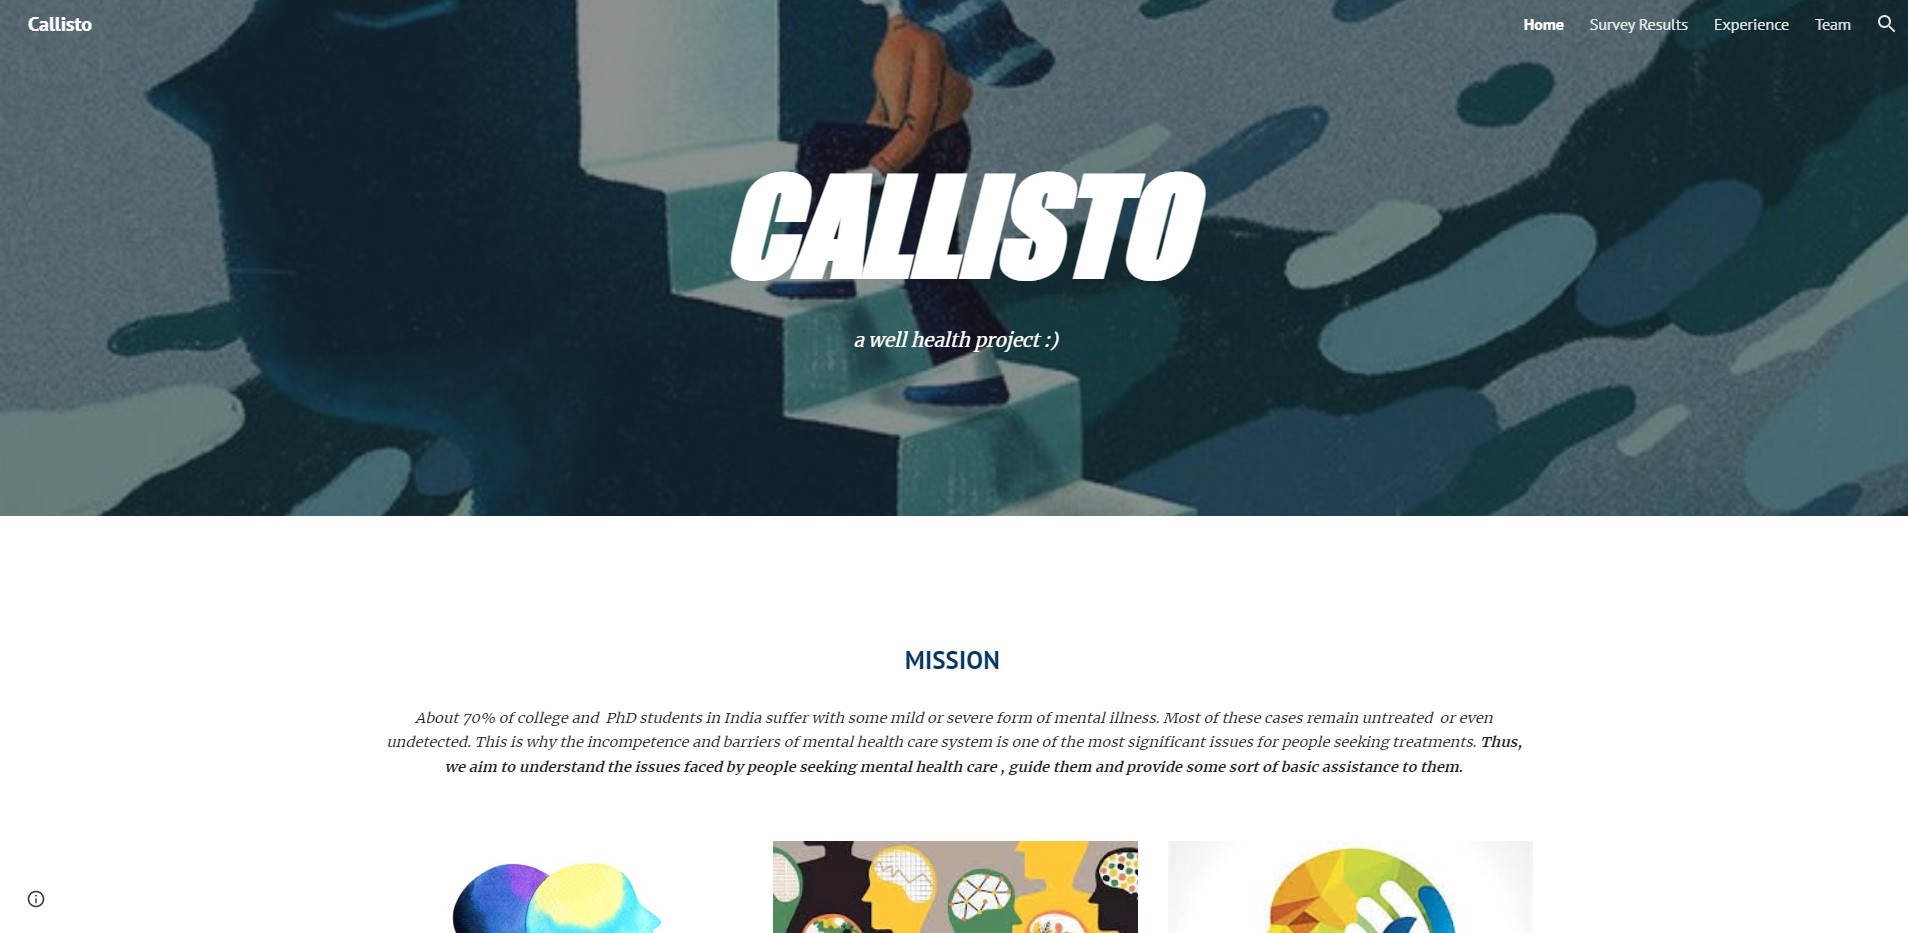 Callisto
Home Survey Results Experience Team
CALLISTO
a well health project :)
MISSION
About 70% of college and  PhD students in India suffer with some mild or severe form of mental illness. Most of these cases remain untreated  or even
undetected. This is why the incompetence and barriers of mental health care system is one of the most significant issues for people seeking treatments. Thus,
we aim to understand the issues faced by people seeking mental health care , guide them and provide some sort of basic assistance to them.